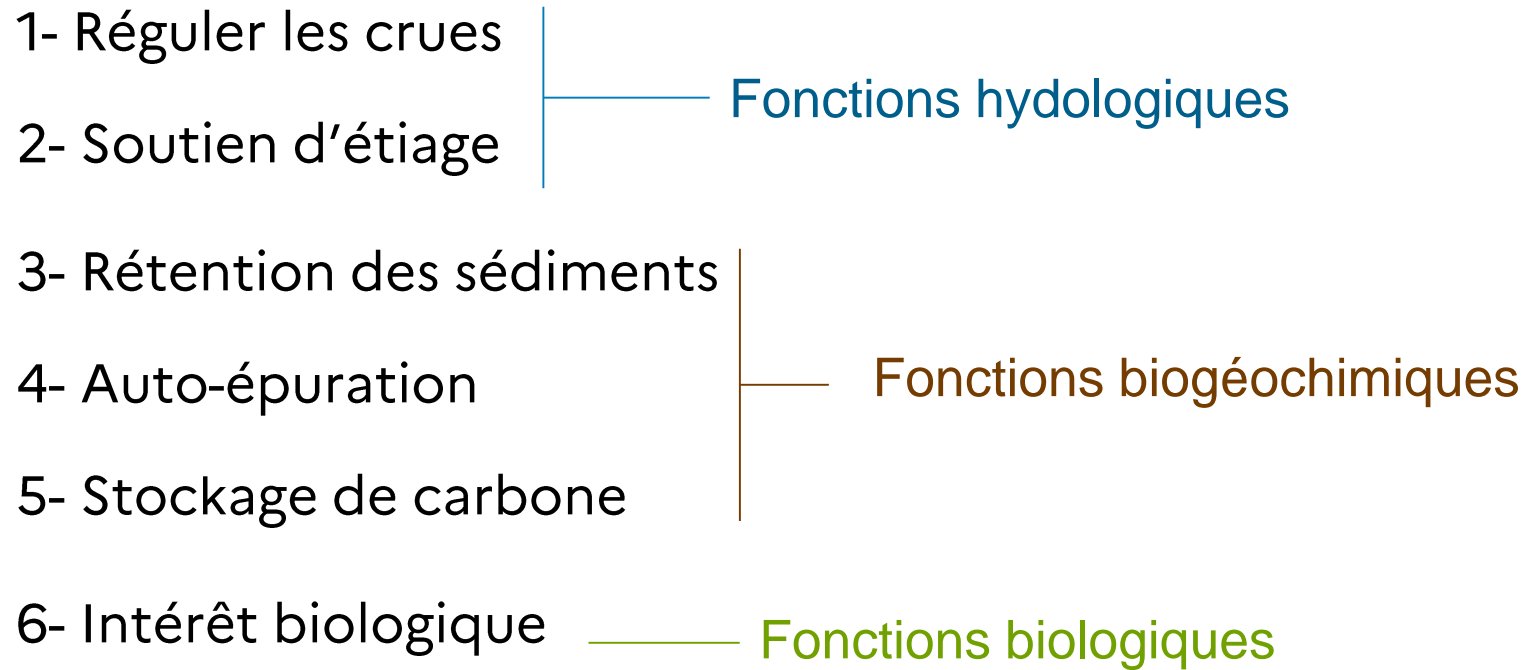 1- Réguler les crues
Fonctions hydologiques
2- Soutien d’étiage
3- Rétention des sédiments
4- Auto-épuration
Fonctions biogéochimiques
5- Stockage de carbone
6- Intérêt biologique
Fonctions biologiques